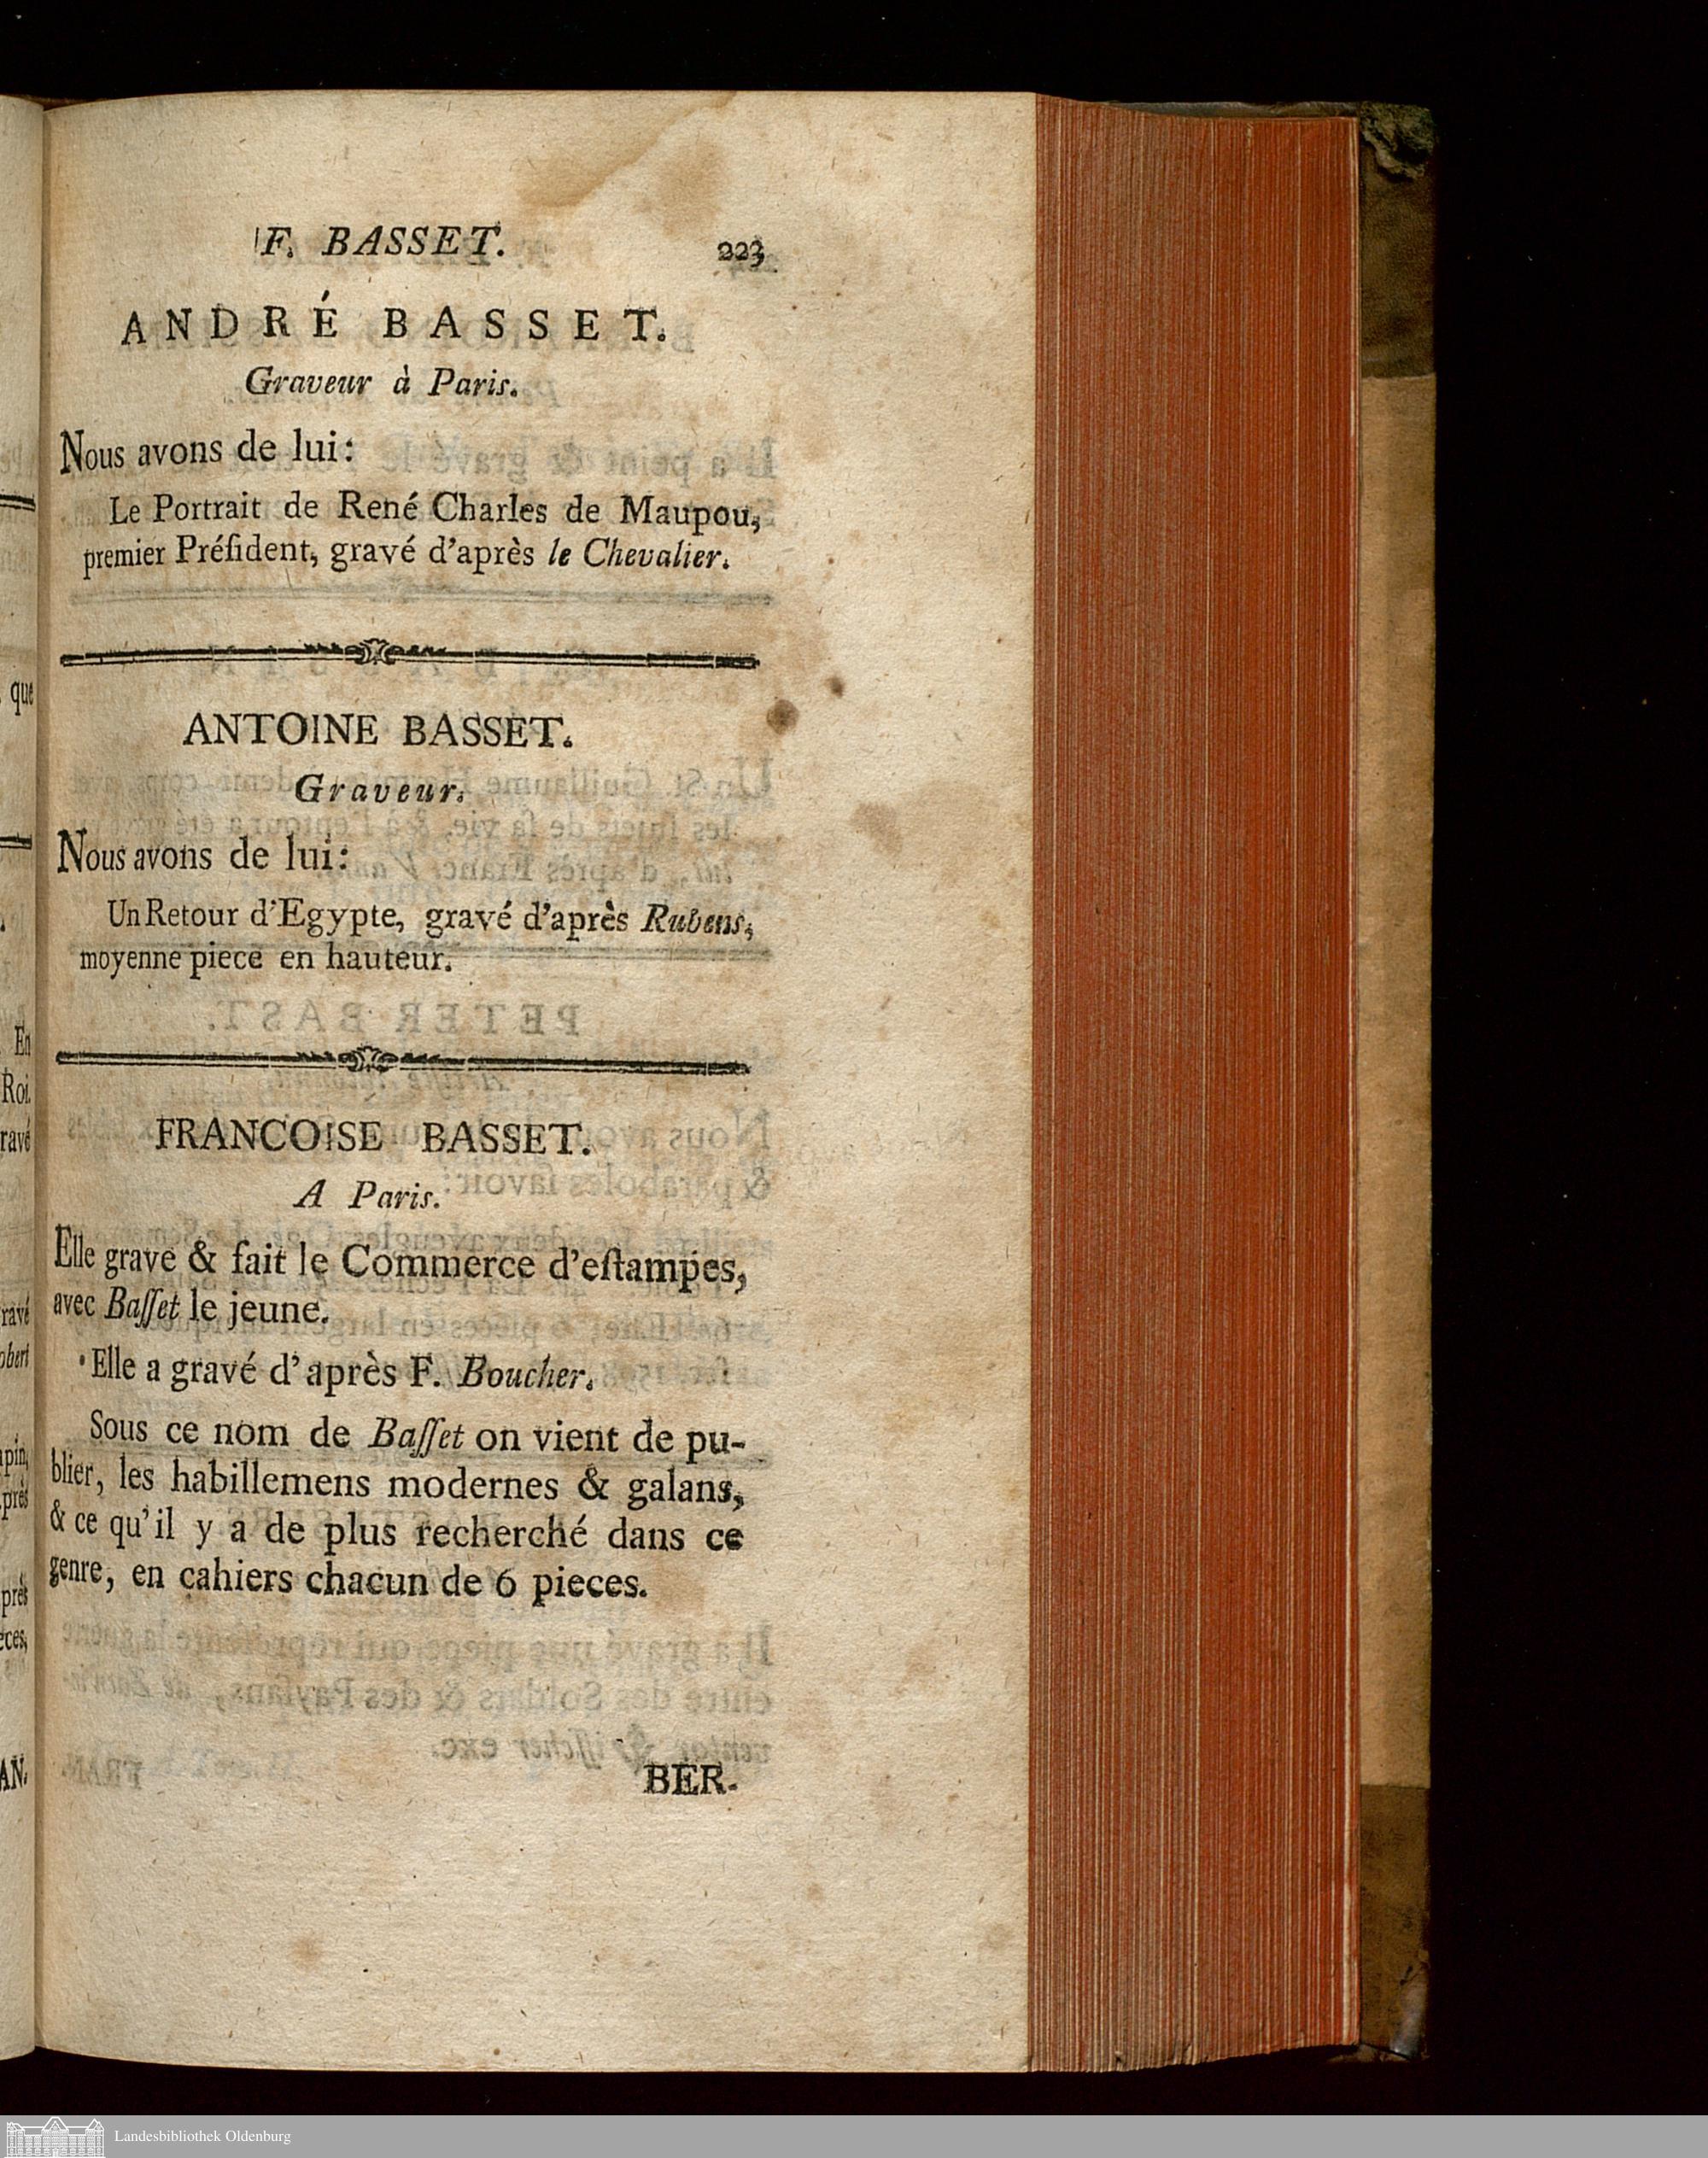 F. BASSET. 223
ANDRÉ BASSET.
Graveur à Paris.
Nous avons de lui:
Le Portrait de René Charles de Maupou,
premier Préſident, gravé d'après le Chevalier.
ANTOINE BASSET.
Graveur.
Nous avons de lui:
Un Retour d'Egypte, gravé d'après Rubens,
moyenne piece en hauteur.
FRANCOISE BASSET.
A Paris.
Elle grave & fait le Commerce d'eſtampes,
avec Baſſet le jeune.
Elle a gravé d'après F. Boucher.
Sous ce nom de Baſſet on vient de pu-
blier, les habillemens modernes & galans,
& ce qu'il y a de plus recherché dans ce
genre, en cahiers chacun de 6 pieces.
BER-
que
En
Roi.
AN-
Landesbibliothek Oldenburg